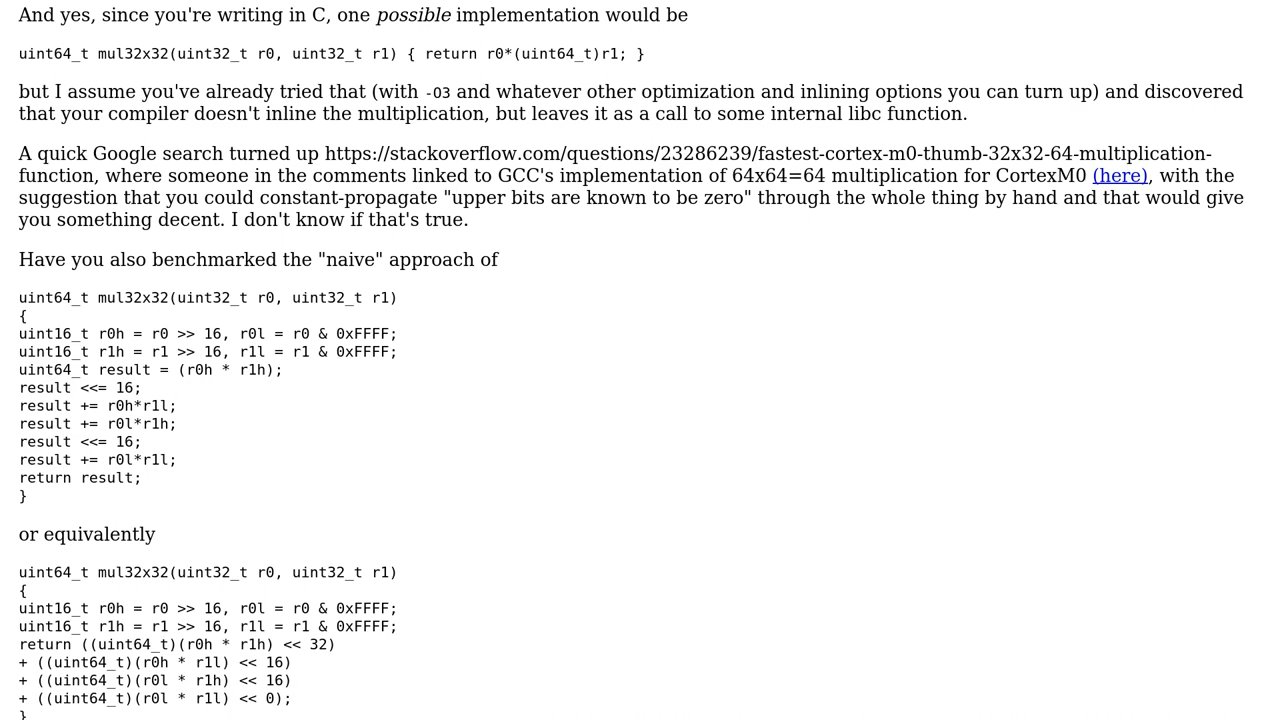 And yes, since you're writing in C, one possible implementation would be
uint64_t mul32x32(uint32_t r0, uint32_t r1) { return r0*(uint64_t)r1; }
but I assume you've already tried that (with -O3 and whatever other optimization and inlining options you can turn up) and discovered
that your compiler doesn't inline the multiplication, but leaves it as a call to some internal libc function.
A quick Google search turned up https://stackoverflow.com/questions/23286239/fastest-cortex-m0-thumb-32x32-64-multiplication-
function, where someone in the comments linked to GCC's implementation of 64x64=64 multiplication for CortexM0 (here), with the
suggestion that you could constant-propagate "upper bits are known to be zero" through the whole thing by hand and that would give
you something decent. I don't know if that's true.
Have you also benchmarked the "naive" approach of
uint64_t mul32x32(uint32_t r0, uint32_t r1)
{
uint16_t r0h = r0 >> 16, r0l = r0 & 0xFFFF;
uint16_t r1h = r1 >> 16, r1l = r1 & 0xFFFF;
uint64_t result = (r0h * r1h);
result <<= 16;
result += r0h*r1l;
result += r0l*r1h;
result <<= 16;
result += r0l*r1l;
return result;
}
or equivalently
uint64_t mul32x32(uint32_t r0, uint32_t r1)
{
uint16_t r0h = r0 >> 16, r0l = r0 & 0xFFFF;
uint16_t r1h = r1 >> 16, r1l = r1 & 0xFFFF;
return ((uint64_t)(r0h * r1h) << 32)
+ ((uint64_t)(r0h * r1l) << 16)
+ ((uint64_t)(r0l * r1h) << 16)
+ ((uint64_t)(r0l * r1l) << 0);
}